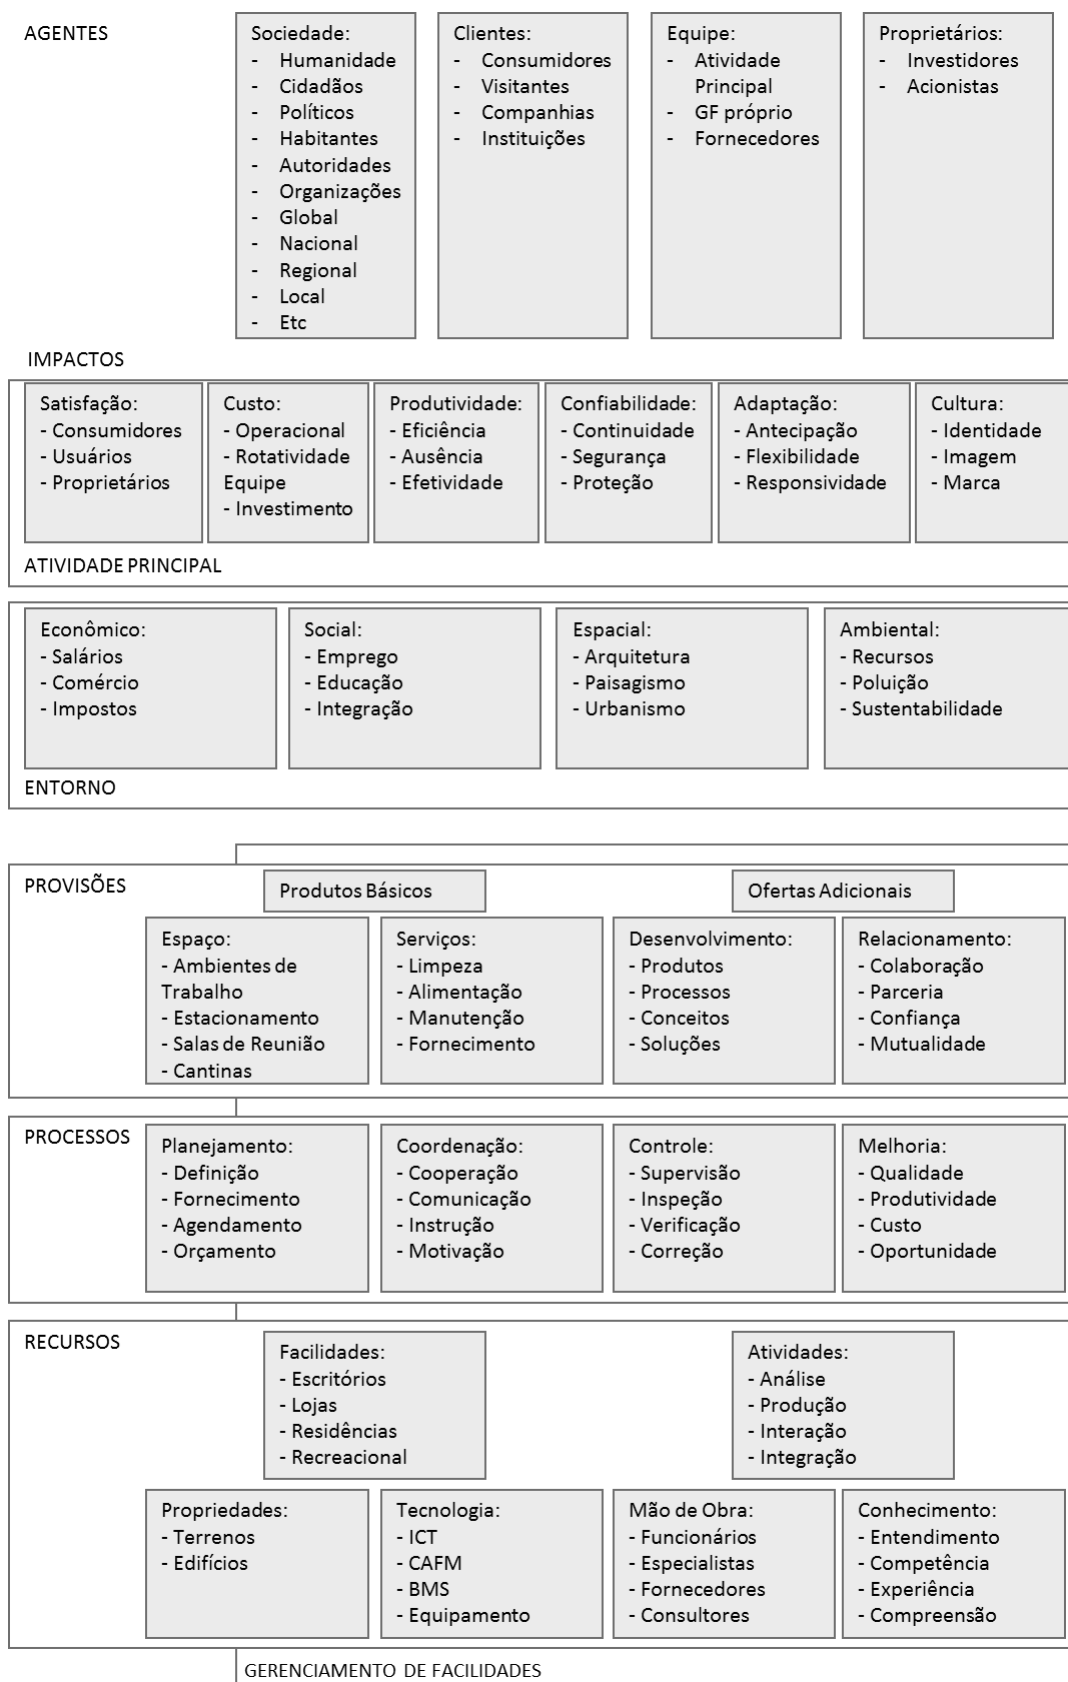 AGENTES
Sociedade:
- Humanidade
- Cidadãos
- Políticos
- Habitantes
- Autoridades
- Organizações
- Global
- Nacional
- Regional
- Local
- Etc
Clientes:
- Consumidores
- Visitantes
- Companhias
- Instituições
Equipe:
- Atividade
Principal
- GF próprio
- Fornecedores
Proprietários:
- Investidores
- Acionistas
IMPACTOS
Satisfação:
- Consumidores
- Usuários
- Proprietários
Custo:
- Operacional
- Rotatividade
Equipe
- Investimento
Produtividade:
- Eficiência
- Ausência
- Efetividade
Confiabilidade:
- Continuidade
- Segurança
- Proteção
Adaptação:
- Antecipação
- Flexibilidade
- Responsividade
Cultura:
- Identidade
- Imagem
- Marca
ATIVIDADE PRINCIPAL
Econômico:
- Salários
- Comércio
- Impostos
Social:
- Emprego
- Educação
- Integração
Espacial:
- Arquitetura
- Paisagismo
- Urbanismo
Ambiental:
- Recursos
- Poluição
- Sustentabilidade
ENTORNO
PROVISÕES
Produtos Básicos
Ofertas Adicionais
Espaço:
- Ambientes de
Trabalho
- Estacionamento
- Salas de Reunião
- Cantinas
Serviços:
- Limpeza
- Alimentação
- Manutenção
- Fornecimento
Desenvolvimento:
- Produtos
- Processos
- Conceitos
- Soluções
Relacionamento:
- Colaboração
- Parceria
- Confiança
- Mutualidade
PROCESSOS
Planejamento:
- Definição
- Fornecimento
- Agendamento
- Orçamento
Coordenação:
- Cooperação
- Comunicação
- Instrução
- Motivação
Controle:
- Supervisão
- Inspeção
- Verificação
- Correção
Melhoria:
- Qualidade
- Produtividade
- Custo
- Oportunidade
RECURSOS
Facilidades:
- Escritórios
- Lojas
- Residências
- Recreacional
Atividades:
- Análise
- Produção
- Interação
- Integração
Propriedades:
- Terrenos
- Edifícios
Tecnologia:
- ICT
- CAFM
- BMS
- Equipamento
Mão de Obra:
- Funcionários
- Especialistas
- Fornecedores
- Consultores
Conhecimento:
- Entendimento
- Competência
- Experiência
- Compreensão
GERENCIAMENTO DE FACILIDADES